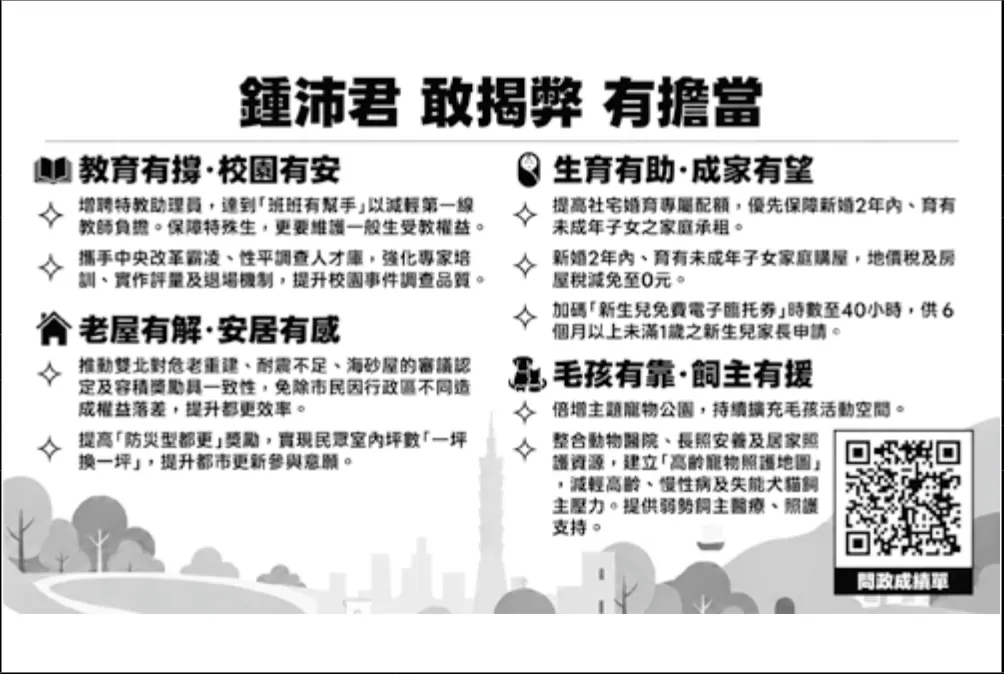 鍾沛君 敢揭弊 有擔當
教育有撐·校園有安
增聘特教助理員，達到「班班有幫手」以減輕第一線
教師負擔。保障特殊生，更要維護一般生受教權益。
攜手中央改革霸凌、性平調查人才庫，強化專家培
訓、實作評量及退場機制，提升校園事件調查品質。
老屋有解·安居有感
推動雙北對危老重建、耐震不足、海砂屋的審議認
定及容積獎勵具一致性，免除市民因行政區不同造
成權益落差，提升都更效率。
提高「防災型都更」獎勵，實現民眾室內坪數「一坪
換一坪」，提升都市更新參與意願。
生育有助·成家有望
提高社宅婚育專屬配額，優先保障新婚2年內、育有
未成年子女之家庭承租。
新婚2年內、育有未成年子女家庭購屋，地價稅及房
屋稅減免至0元。
加碼「新生兒免費電子臨托券」時數至40小時，供 6
個月以上未滿1歲之新生兒家長申請。
毛孩有靠·飼主有援
倍增主題寵物公園，持續擴充毛孩活動空間。
整合動物醫院、長照安養及居家照
護資源，建立「高齡寵物照護地圖」
，減輕高齡、慢性病及失能犬貓飼
主壓力。提供弱勢飼主醫療、照護
支持。
問政成績單